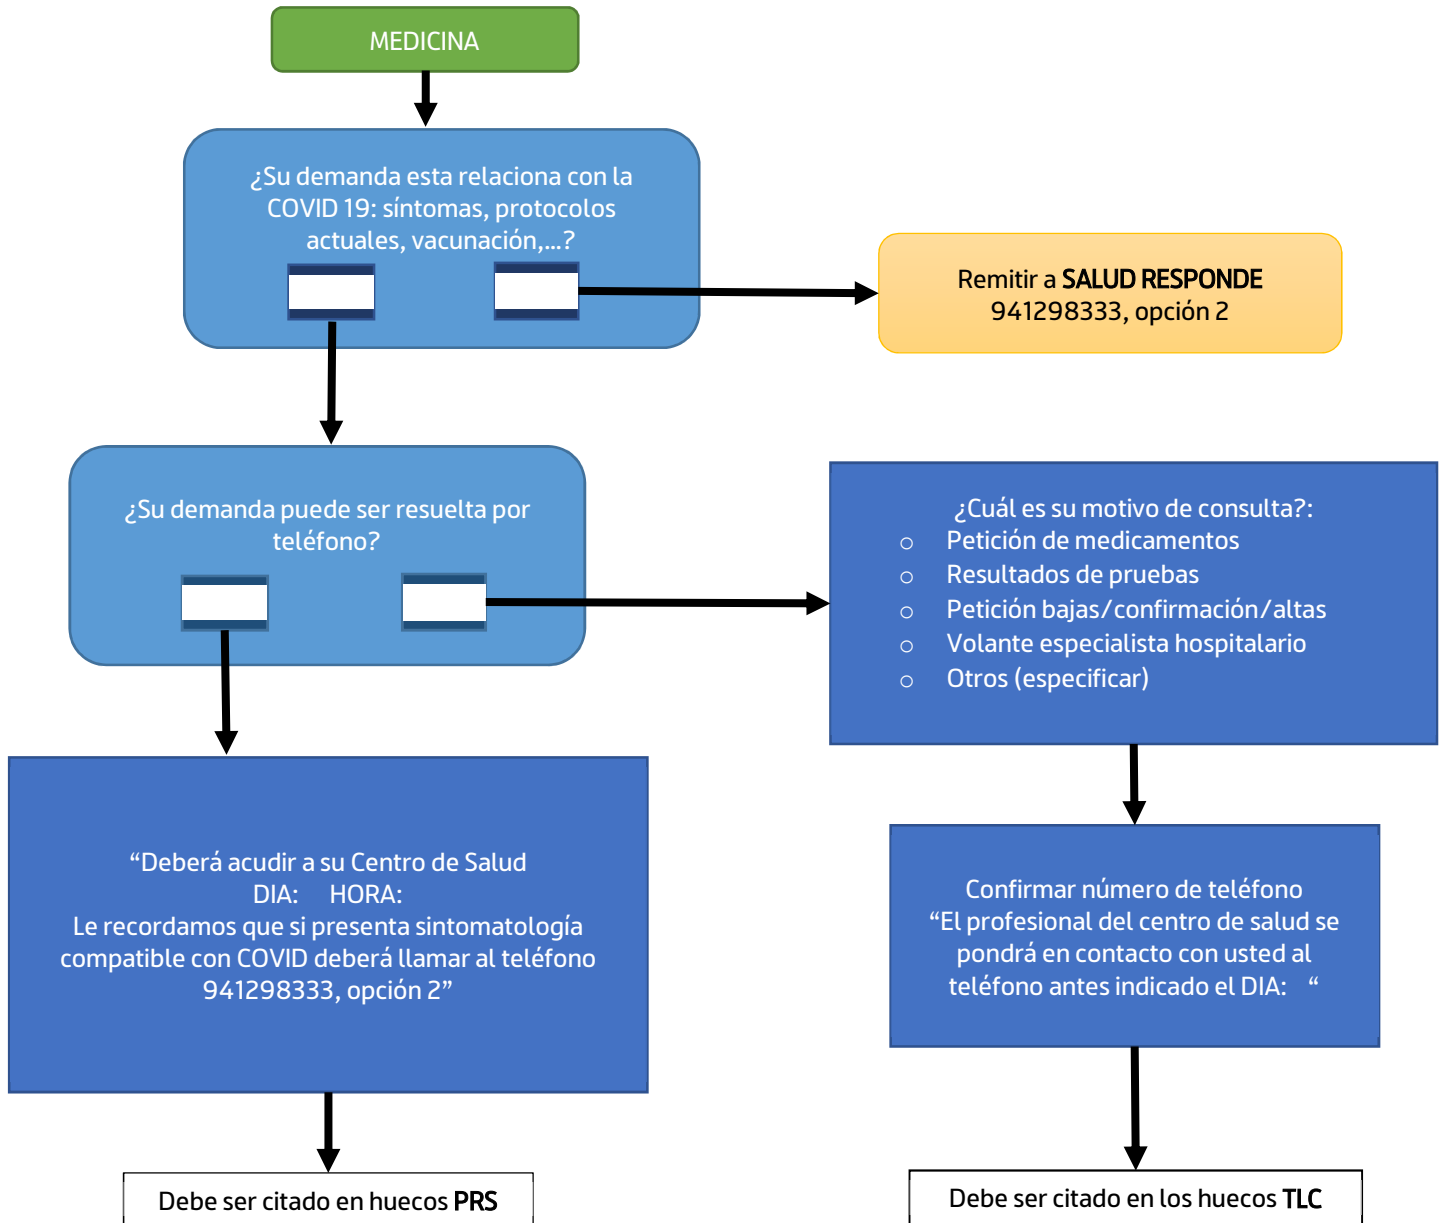 MEDICINA
¿Su demanda esta relaciona con la
COVID 19: síntomas, protocolos
actuales, vacunación,...?
Remitir a SALUD RESPONDE
941298333, opción 2
¿Su demanda puede ser resuelta por
teléfono?
¿Cuál es su motivo de consulta?:
o Petición de medicamentos
o Resultados de pruebas
o Petición bajas/confirmación/altas
o Volante especialista hospitalario
o Otros (especificar)
“Deberá acudir a su Centro de Salud
DIA: HORA:
Le recordamos que si presenta sintomatología
compatible con COVID deberá llamar al teléfono
941298333, opción 2”
Confirmar número de teléfono
“El profesional del centro de salud se
pondrá en contacto con usted al
teléfono antes indicado el DIA: “
Debe ser citado en huecos PRS
Debe ser citado en los huecos TLC